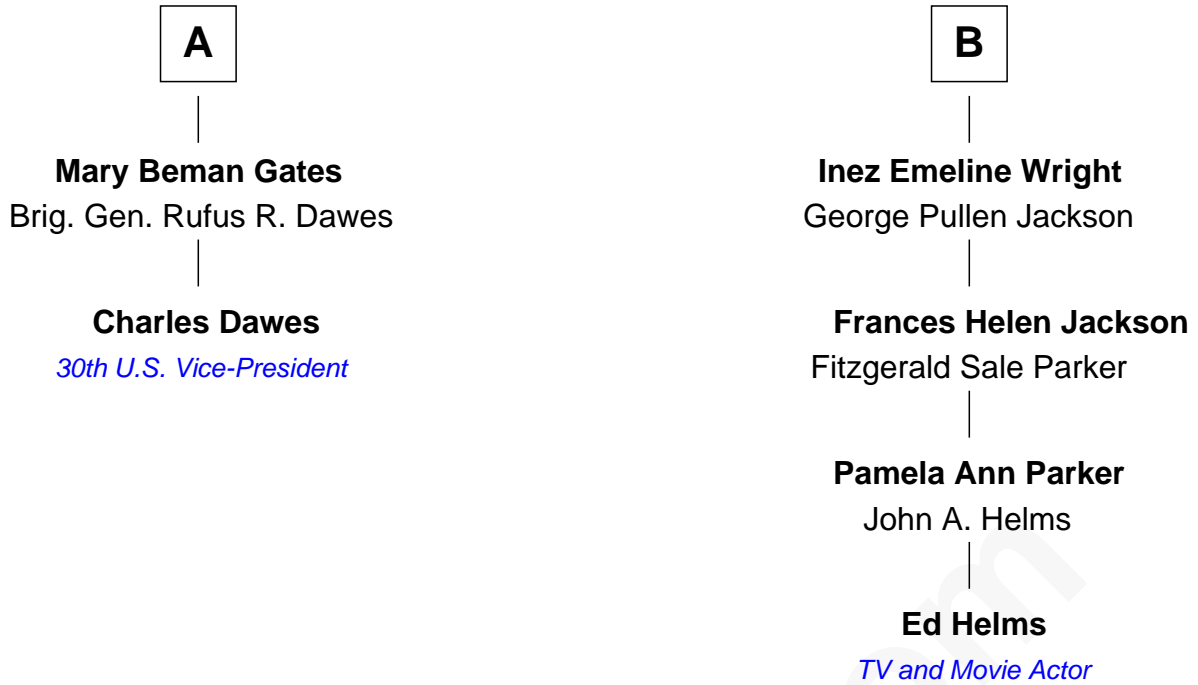 A
Mary Beman Gates
Brig. Gen. Rufus R. Dawes
Charles Dawes
30th U.S. Vice-President
B
Inez Emeline Wright
George Pullen Jackson
Frances Helen Jackson
Fitzgerald Sale Parker
Pamela Ann Parker
John A. Helms
Ed Helms
TV and Movie Actor